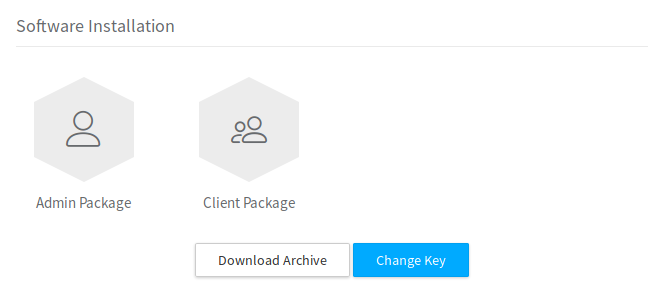 Software Installation
Admin Package
Client Package
Download Archive
Change Key